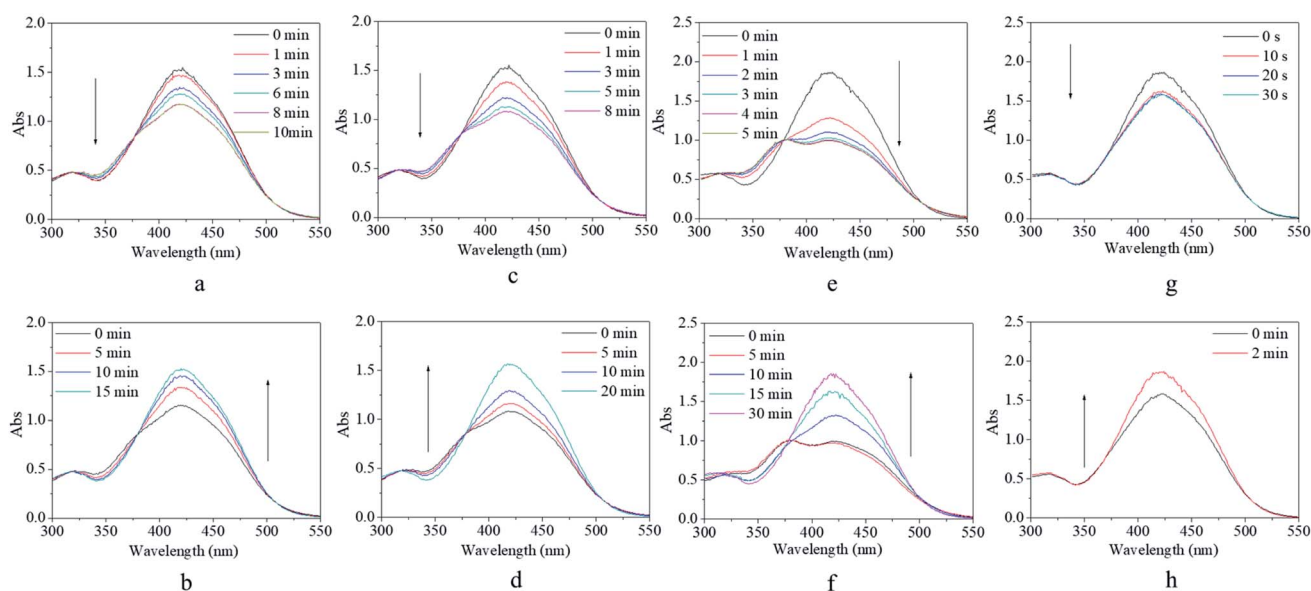 2.0
1.5
1.0
0.5
0.0
Abs
0 min
1 min
3 min
6 min
8 min
10min
300 350 400 450 500 550
Wavelength (nm)
a
2.0
1.5
1.0
0.5
0.0
Abs
0 min
1 min
3 min
5 min
8 min
300 350 400 450 500 550
Wavelength (nm)
c
2.5
2.0
1.5
1.0
0.5
0.0
Abs
0 min
1 min
2 min
3 min
4 min
5 min
300 350 400 450 500 550
Wavelength (nm)
e
2.5
2.0
1.5
1.0
0.5
0.0
Abs
0 s
10 s
20 s
30 s
300 350 400 450 500 550
Wavelength (nm)
g
2.0
1.5
1.0
0.5
0.0
Abs
0 min
5 min
10 min
15 min
300 350 400 450 500 550
Wavelength (nm)
b
2.0
1.5
1.0
0.5
0.0
Abs
0 min
5 min
10 min
20 min
300 350 400 450 500 550
Wavelength (nm)
d
2.5
2.0
1.5
1.0
0.5
0.0
Abs
0 min
5 min
10 min
15 min
30 min
300 350 400 450 500 550
Wavelength (nm)
f
2.5
2.0
1.5
1.0
0.5
0.0
Abs
0 min
2 min
300 350 400 450 500 550
Wavelength (nm)
h